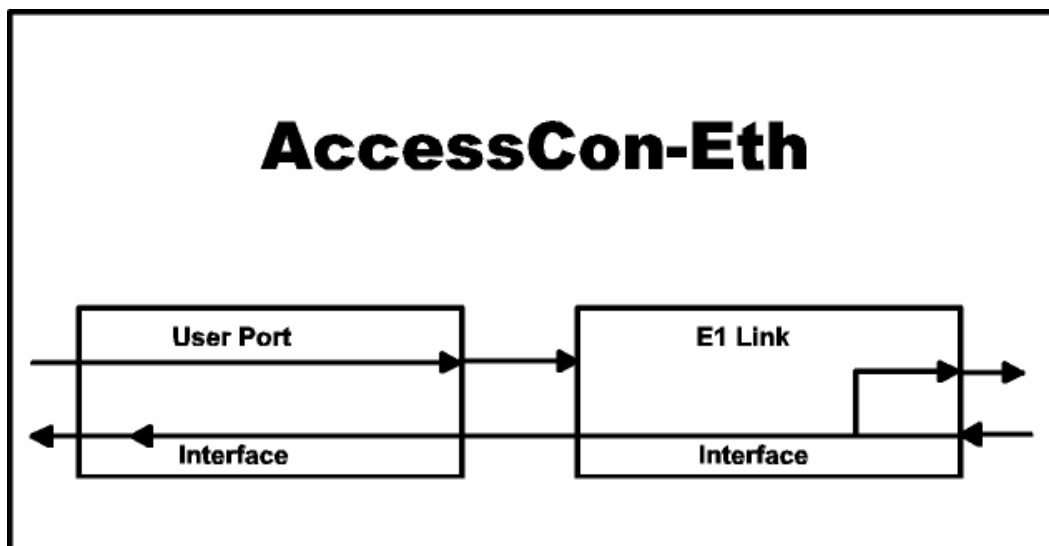 AccessCon-Eth
User Port
Interface
E1 Link
Interface